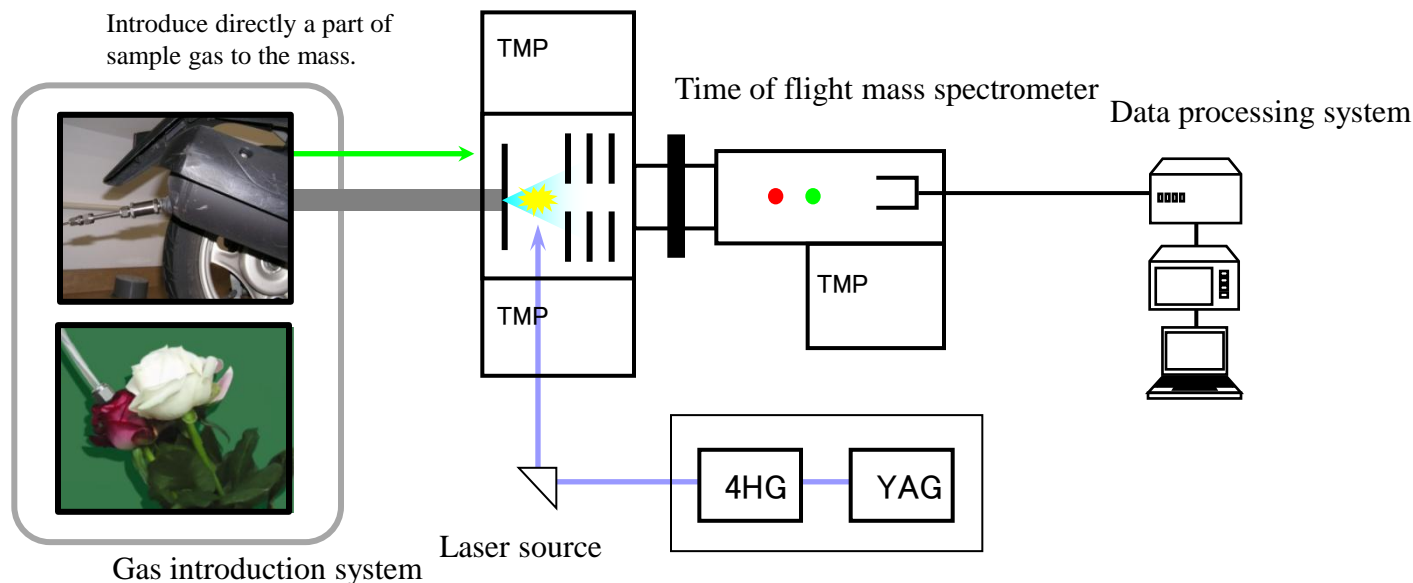 Introduce directly a part of
sample gas to the mass.
TMP
Time of flight mass spectrometer
Data processing system
TMP
TMP
4HG
YAG
Laser source
Gas introduction system